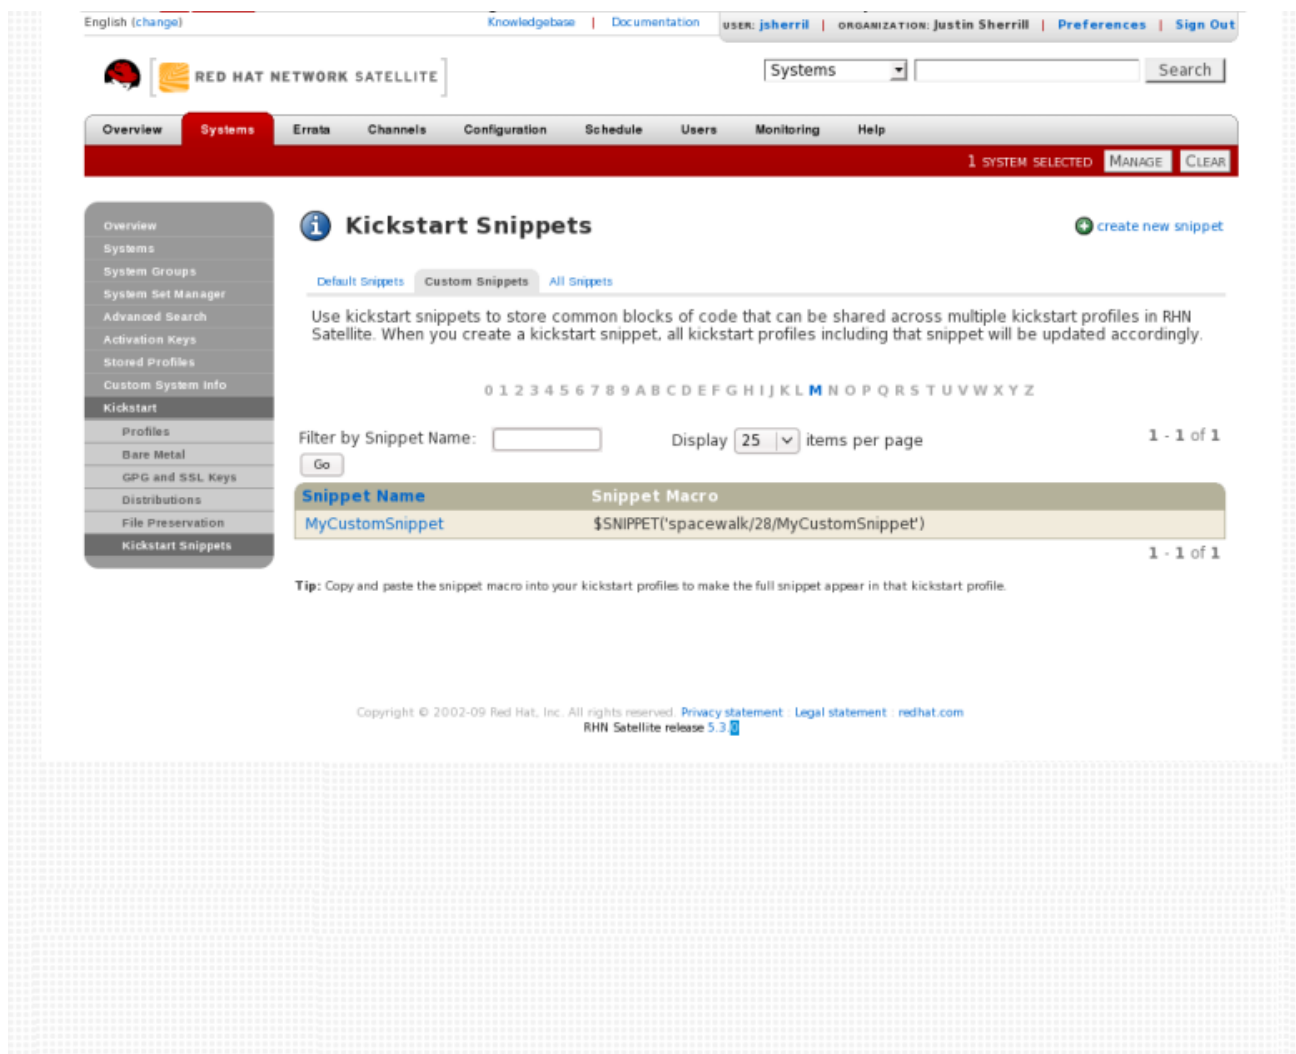 English (change) Knowledgebase | Documentation USER: jsherril | ORGANIZATION: Justin Sherrill | Preferences | Sign Out
RED HAT NETWORK SATELLITE Systems Search
Overview Systems Errata Channels Configuration Schedule Users Monitoring Help
1 SYSTEM SELECTED MANAGE CLEAR
Overview
Systems
System Groups
System Set Manager
Advanced Search
Activation Keys
Stored Profiles
Custom System Info
Kickstart
Profiles
Bare Metal
GPG and SSL Keys
Distributions
File Preservation
Kickstart Snippets
Kickstart Snippets create new snippet
Default Snippets Custom Snippets All Snippets
Use kickstart snippets to store common blocks of code that can be shared across multiple kickstart profiles in RHN
Satellite. When you create a kickstart snippet, all kickstart profiles including that snippet will be updated accordingly.
0 1 2 3 4 5 6 7 8 9 A B C D E F G H I J K L M N O P Q R S T U V W X Y Z
Filter by Snippet Name: Display 25 items per page 1 - 1 of 1
Go
Snippet Name Snippet Macro
MyCustomSnippet $SNIPPET('spacewalk/28/MyCustomSnippet')
1 - 1 of 1
Tip: Copy and paste the snippet macro into your kickstart profiles to make the full snippet appear in that kickstart profile.
Copyright © 2002-09 Red Hat, Inc. All rights reserved. Privacy statement : Legal statement : redhat.com
RHN Satellite release 5.3.0